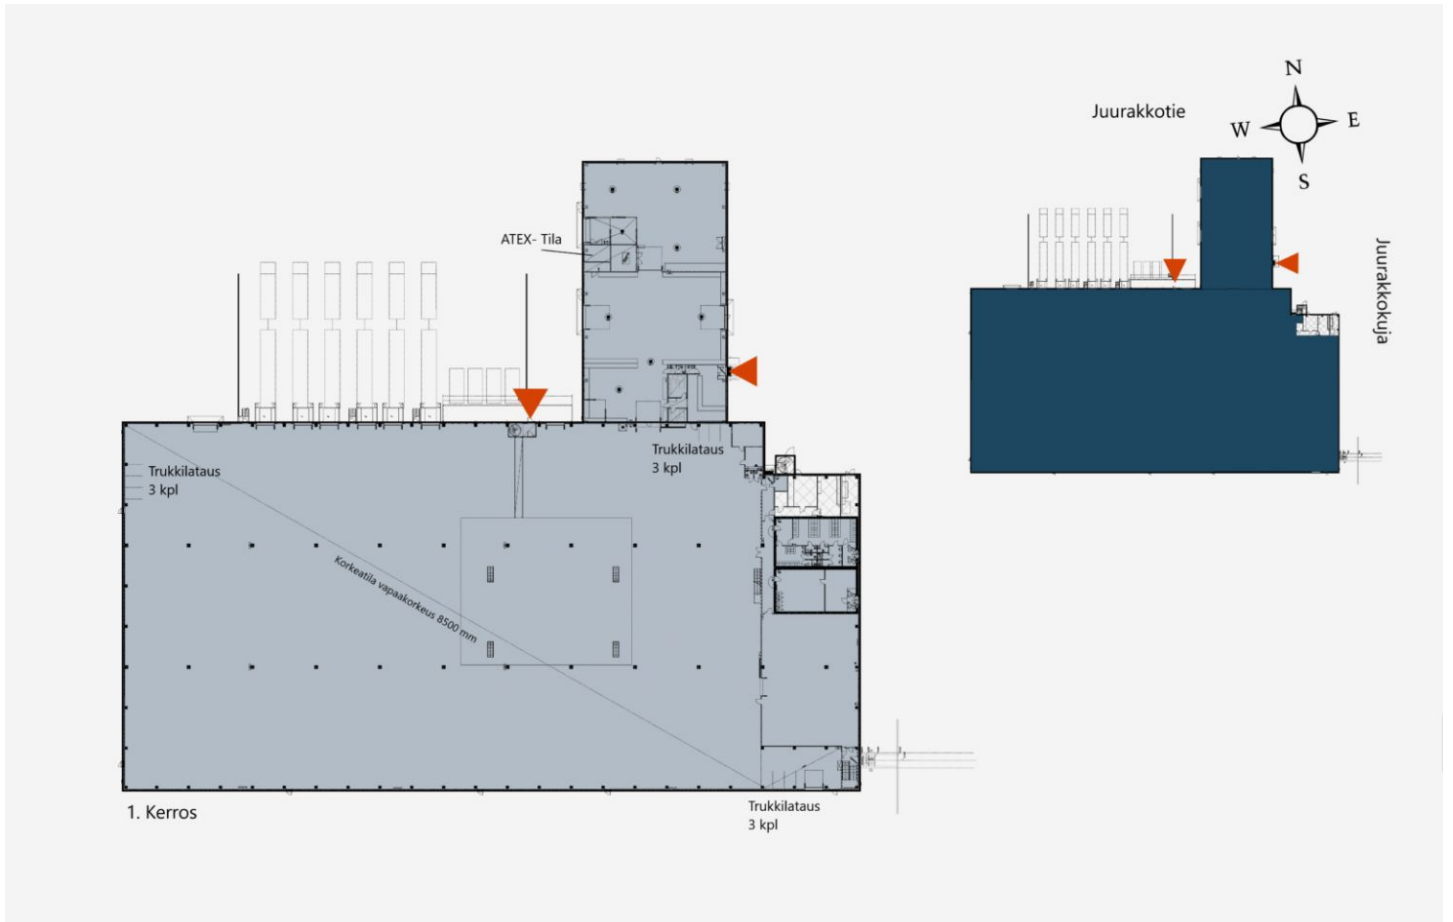 Juurakkotie
N
W
E
S
Juurakkokuja
ATEX- Tila
Trukkilataus
3 kpl
Trukkilataus
3 kpl
Korkeatila vapaakorkeus 8500 mm
1. Kerros
Trukkilataus
3 kpl